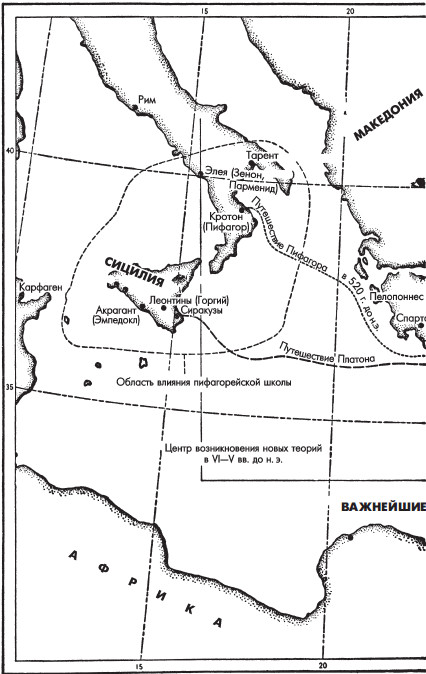 15
20
Рим
МАКЕДОНИЯ
40
Тарент
Элея (Зенон,
Парменид)
Кротон
(Пифагор)
Путешествие Пифагора
в 520 г. до н.э.
СИЦИЛИЯ
Карфаген
Леонтины (Горгий)
Сиракузы
Акрагант
(Эмпедокл)
Пелопоннес
Спарта
Путешествие Платона
35
Область влияния пифагорейской школы
Центр возникновения новых теорий
в VI—V вв. до н. э.
ВАЖНЕЙШИЕ
АФРИКА
15
20